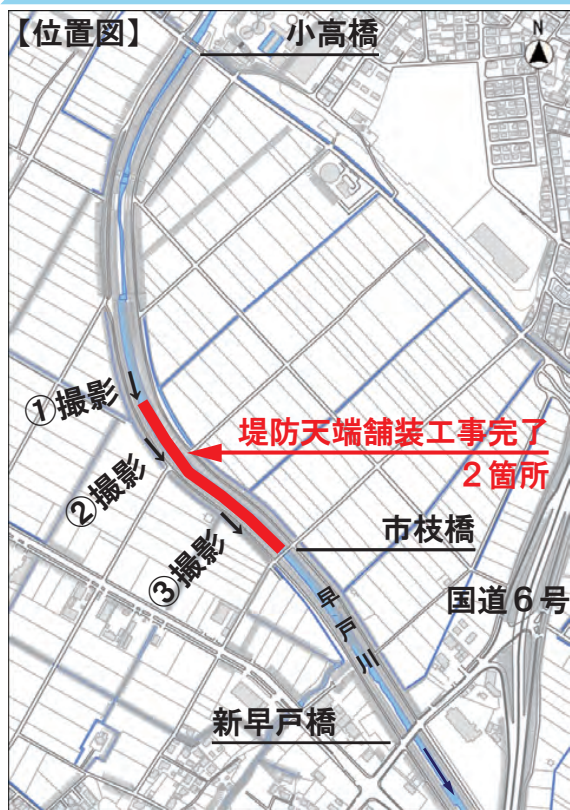 【位置図】
小高橋
N
①撮影
②撮影
③撮影
堤防天端舗装工事完了
２箇所
市枝橋
国道６号
早戸川
新早戸橋